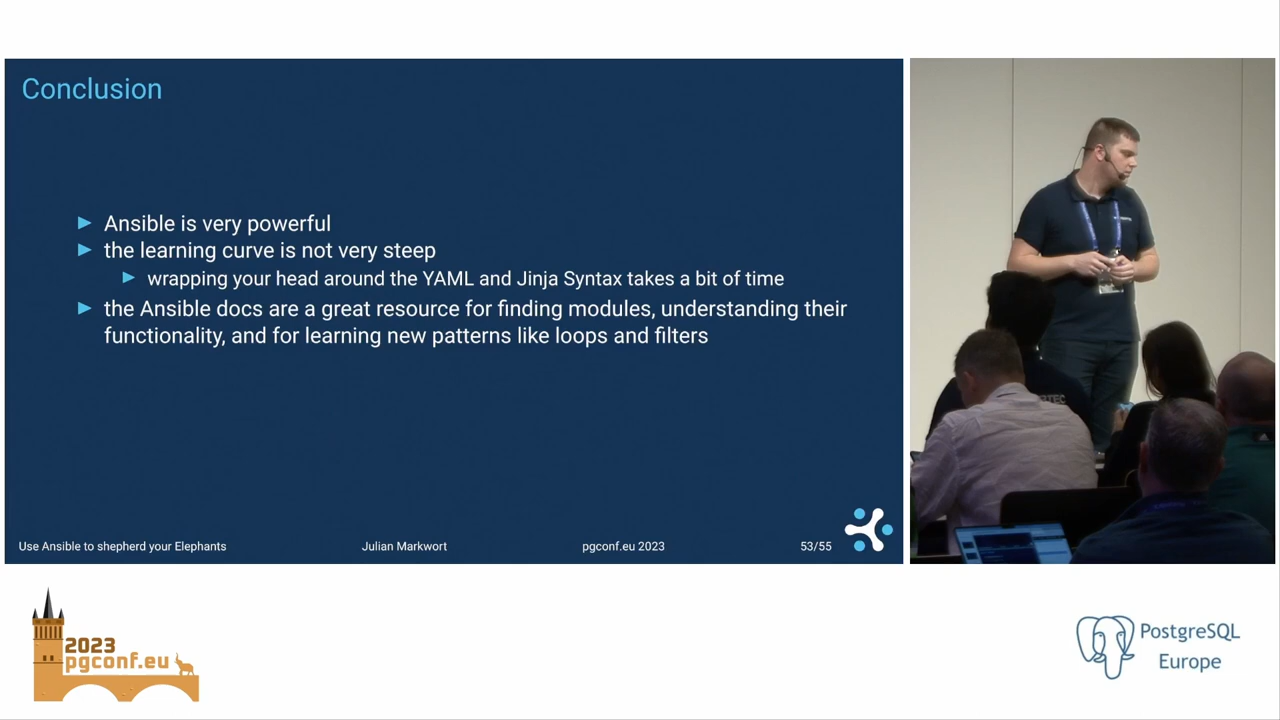 Conclusion
Ansible is very powerful
the learning curve is not very steep
wrapping your head around the YAML and Jinja Syntax takes a bit of time
the Ansible docs are a great resource for finding modules, understanding their
functionality, and for learning new patterns like loops and filters
Use Ansible to shepherd your Elephants
Julian Markwort
pgconf.eu 2023
53/55
2023
pgconf.eu
PostgreSQL
Europe